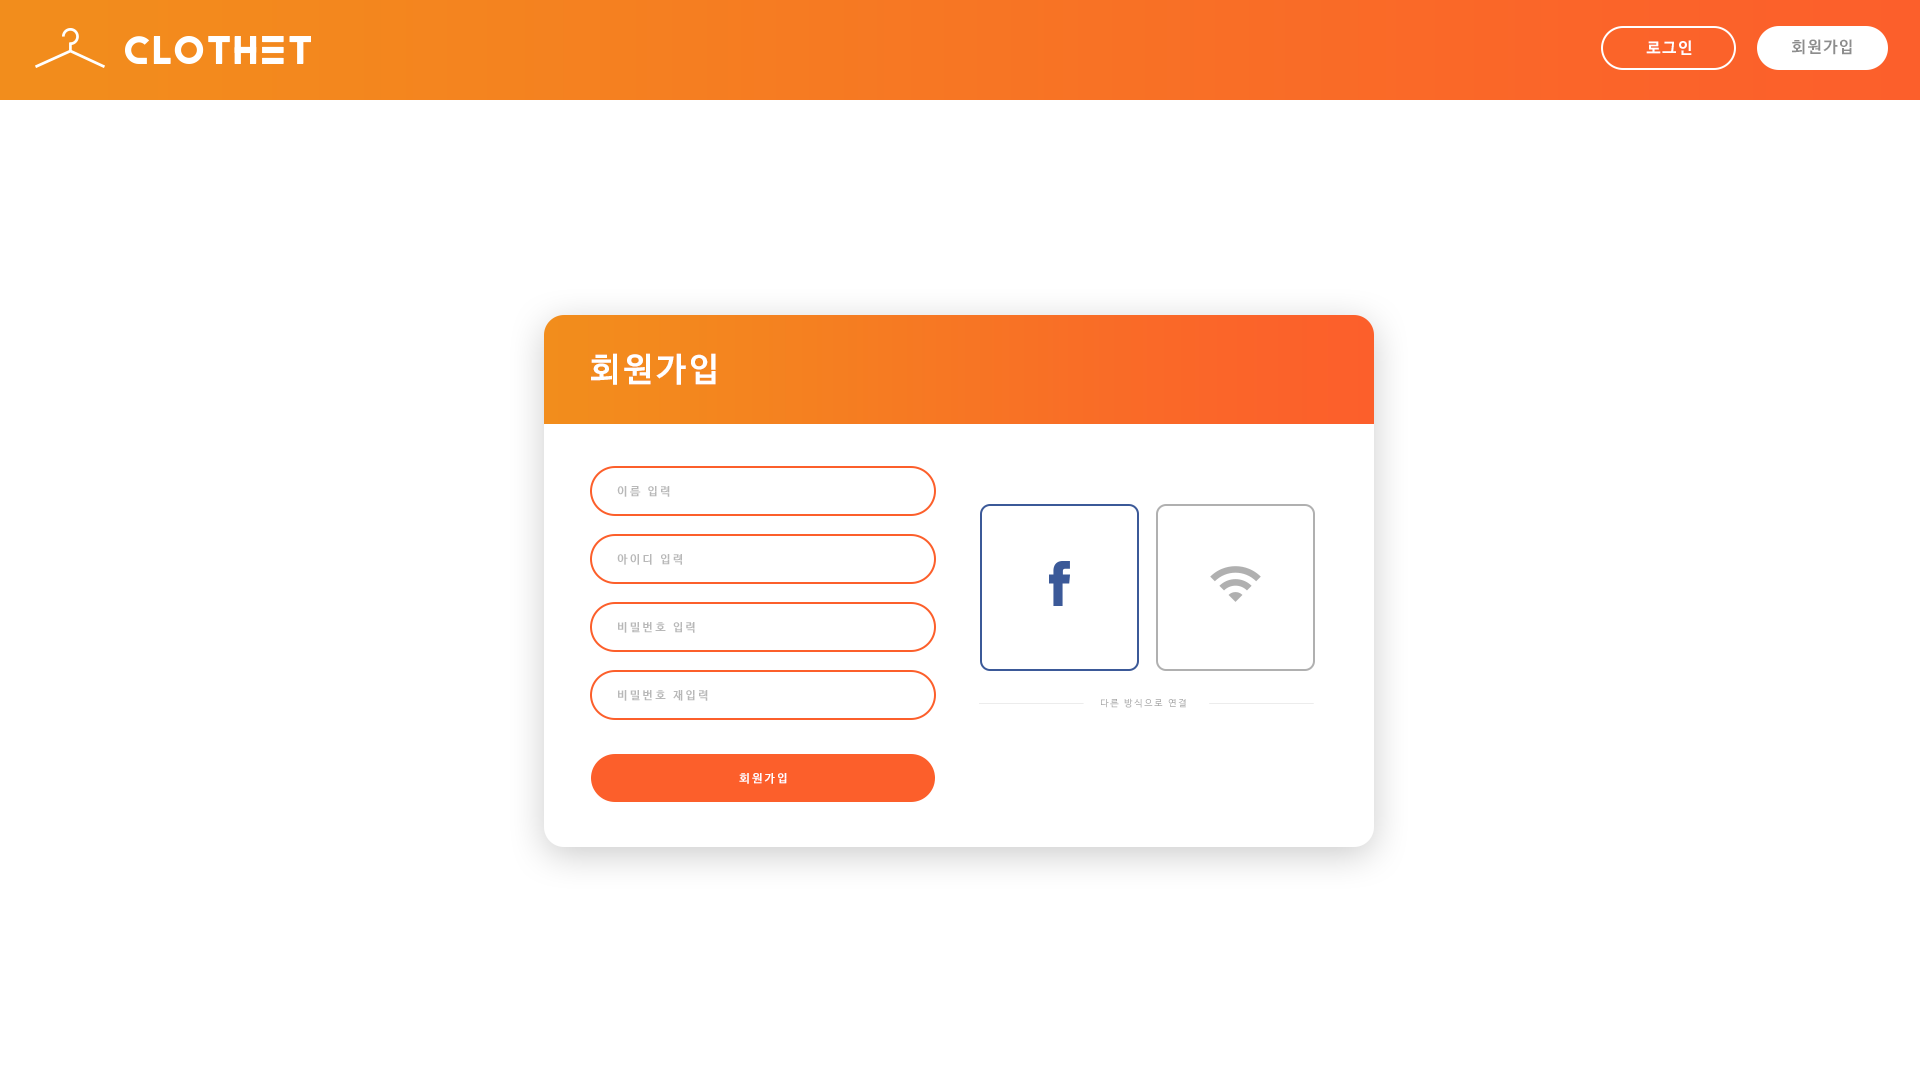 CLOTHET
로그인
회원가입
회원가입
이름 입력
아이디 입력
비밀번호 입력
비밀번호 재입력
회원가입
다른 방식으로 연결